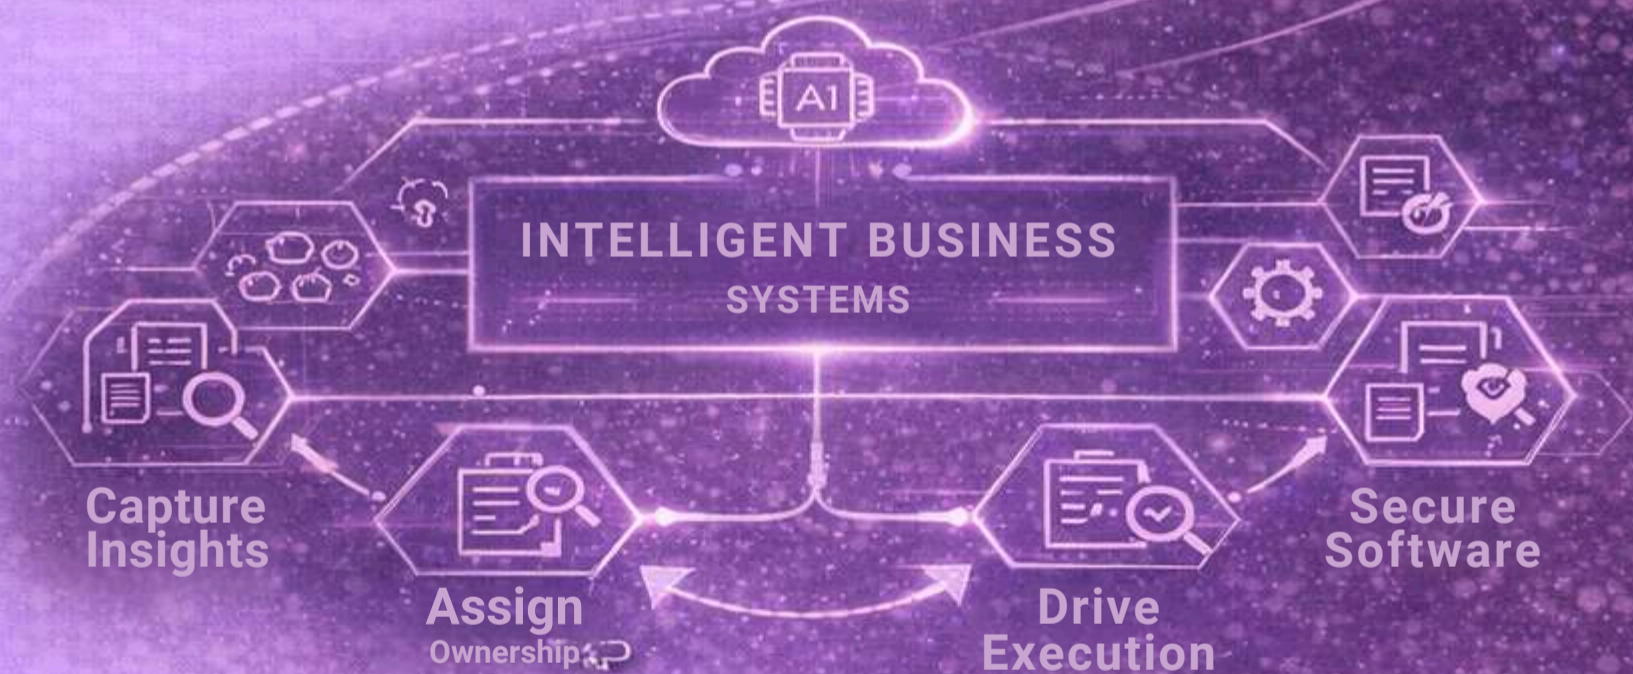 A1
INTELLIGENT BUSINESS
SYSTEMS
Capture
Insights
Assign
Ownership
Drive
Execution
Secure
Software